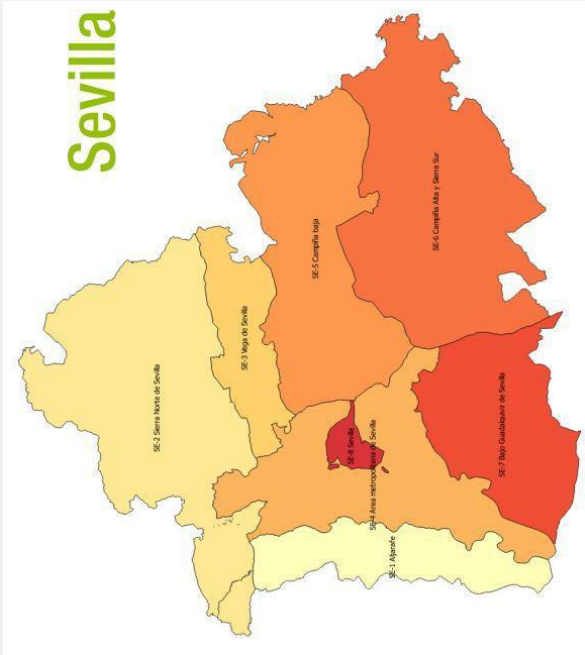 Sevilla
SE-2 Sierra Norte de Sevilla
SE-3 Vega de Sevilla
SE-5 Campiña baja
SE-6 Campiña Alta y Sierra Sur
SE-8 Sevilla
SE-4 Area metropolitana de Sevilla
SE-7 Bajo Guadalquivir de Sevilla
SE-1 Aljarafe